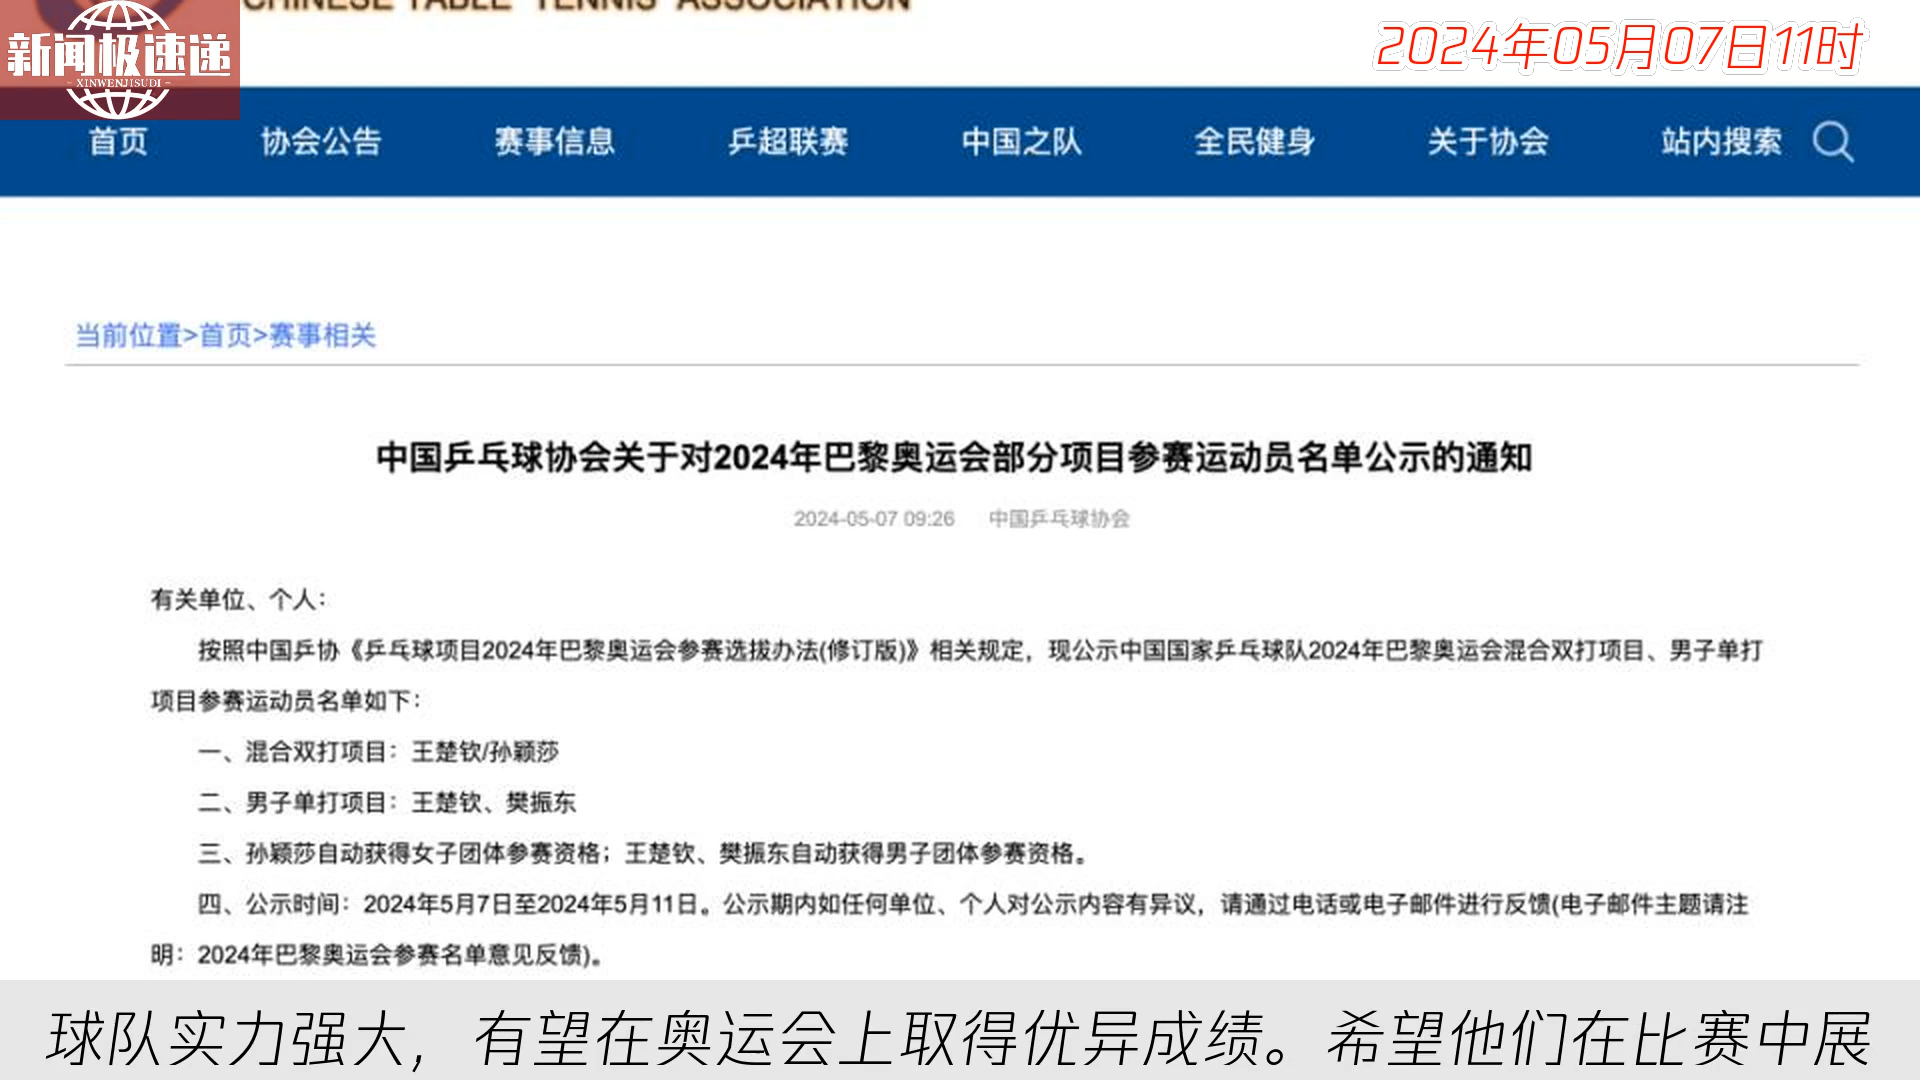 CHINESE TABLE TENNIS ASSOCIATION
新闻极速递
XINWENJISUDI
2024年05月07日11时
首页 协会公告 赛事信息 乒超联赛 中国之队 全民健身 关于协会 站内搜索
当前位置>首页>赛事相关
中国乒乓球协会关于对2024年巴黎奥运会部分项目参赛运动员名单公示的通知
2024-05-07 09:26 中国乒乓球协会
有关单位、个人：
按照中国乒协《乒乓球项目2024年巴黎奥运会参赛选拔办法(修订版)》相关规定，现公示中国国家乒乓球队2024年巴黎奥运会混合双打项目、男子单打
项目参赛运动员名单如下：
一、混合双打项目：王楚钦/孙颖莎
二、男子单打项目：王楚钦、樊振东
三、孙颖莎自动获得女子团体参赛资格；王楚钦、樊振东自动获得男子团体参赛资格。
四、公示时间：2024年5月7日至2024年5月11日。公示期内如任何单位、个人对公示内容有异议，请通过电话或电子邮件进行反馈(电子邮件主题请注
明：2024年巴黎奥运会参赛名单意见反馈)。
球队实力强大，有望在奥运会上取得优异成绩。希望他们在比赛中展